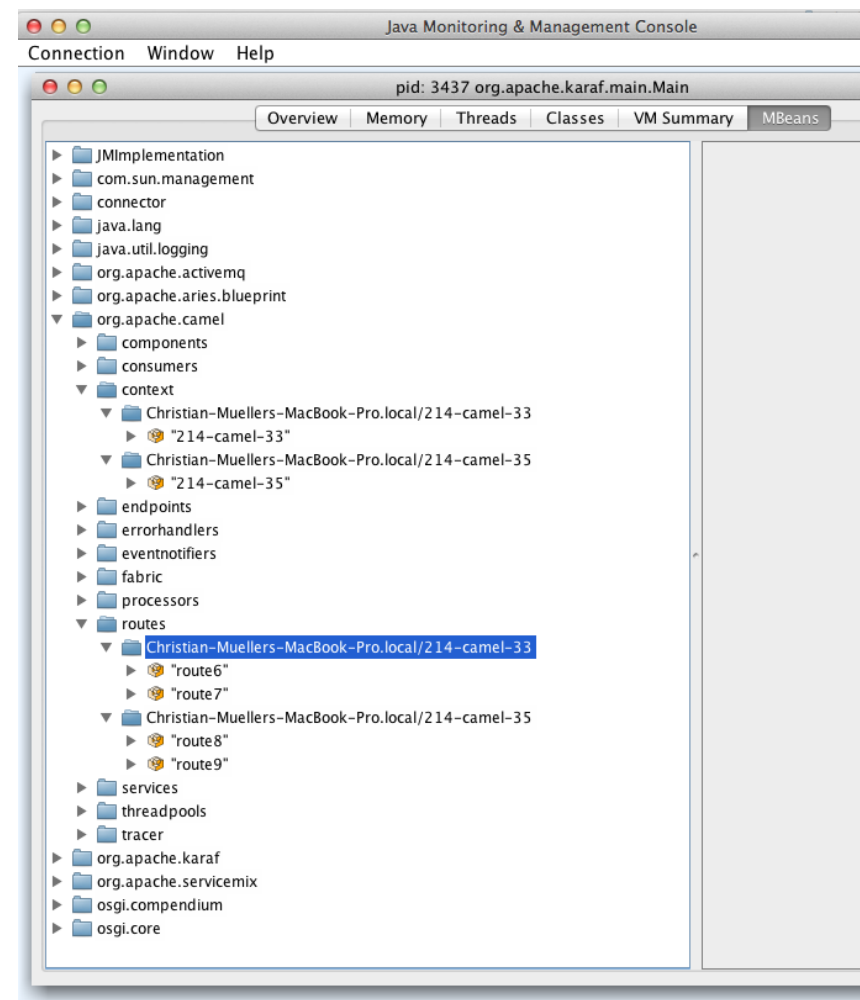 Java Monitoring & Management Console
Connection Window Help
pid: 3437 org.apache.karaf.main.Main
Overview Memory Threads Classes VM Summary MBeans
JMImplementation
com.sun.management
connector
java.lang
java.util.logging
org.apache.activemq
org.apache.aries.blueprint
org.apache.camel
components
consumers
context
Christian-Muellers-MacBook-Pro.local/214-camel-33
"214-camel-33"
Christian-Muellers-MacBook-Pro.local/214-camel-35
"214-camel-35"
endpoints
errorhandlers
eventnotifiers
fabric
processors
routes
Christian-Muellers-MacBook-Pro.local/214-camel-33
"route6"
"route7"
Christian-Muellers-MacBook-Pro.local/214-camel-35
"route8"
"route9"
services
threadpools
tracer
org.apache.karaf
org.apache.servicemix
osgi.compendium
osgi.core